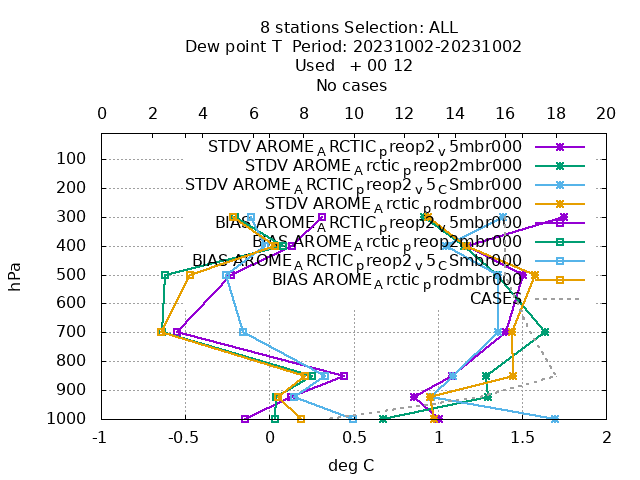 8 stations Selection: ALL
Dew point T Period: 20231002-20231002
Used + 00 12
No cases
0 2 4 6 8 10 12 14 16 18 20
STDV AROME_ARCTIC_preop2_v5mbr000
STDV AROME_Arctic_preop2mbr000
STDV AROME_ARCTIC_preop2_v5_CSmbr000
STDV AROME_Arctic_prodmbr000
BIAS AROME_ARCTIC_preop2_v5mbr000
BIAS AROME_Arctic_preop2mbr000
BIAS AROME_ARCTIC_preop2_v5_CSmbr000
BIAS AROME_Arctic_prodmbr000
CASES
100
200
300
400
500
600
700
800
900
1000
hPa
-1 -0.5 0 0.5 1 1.5 2
deg C